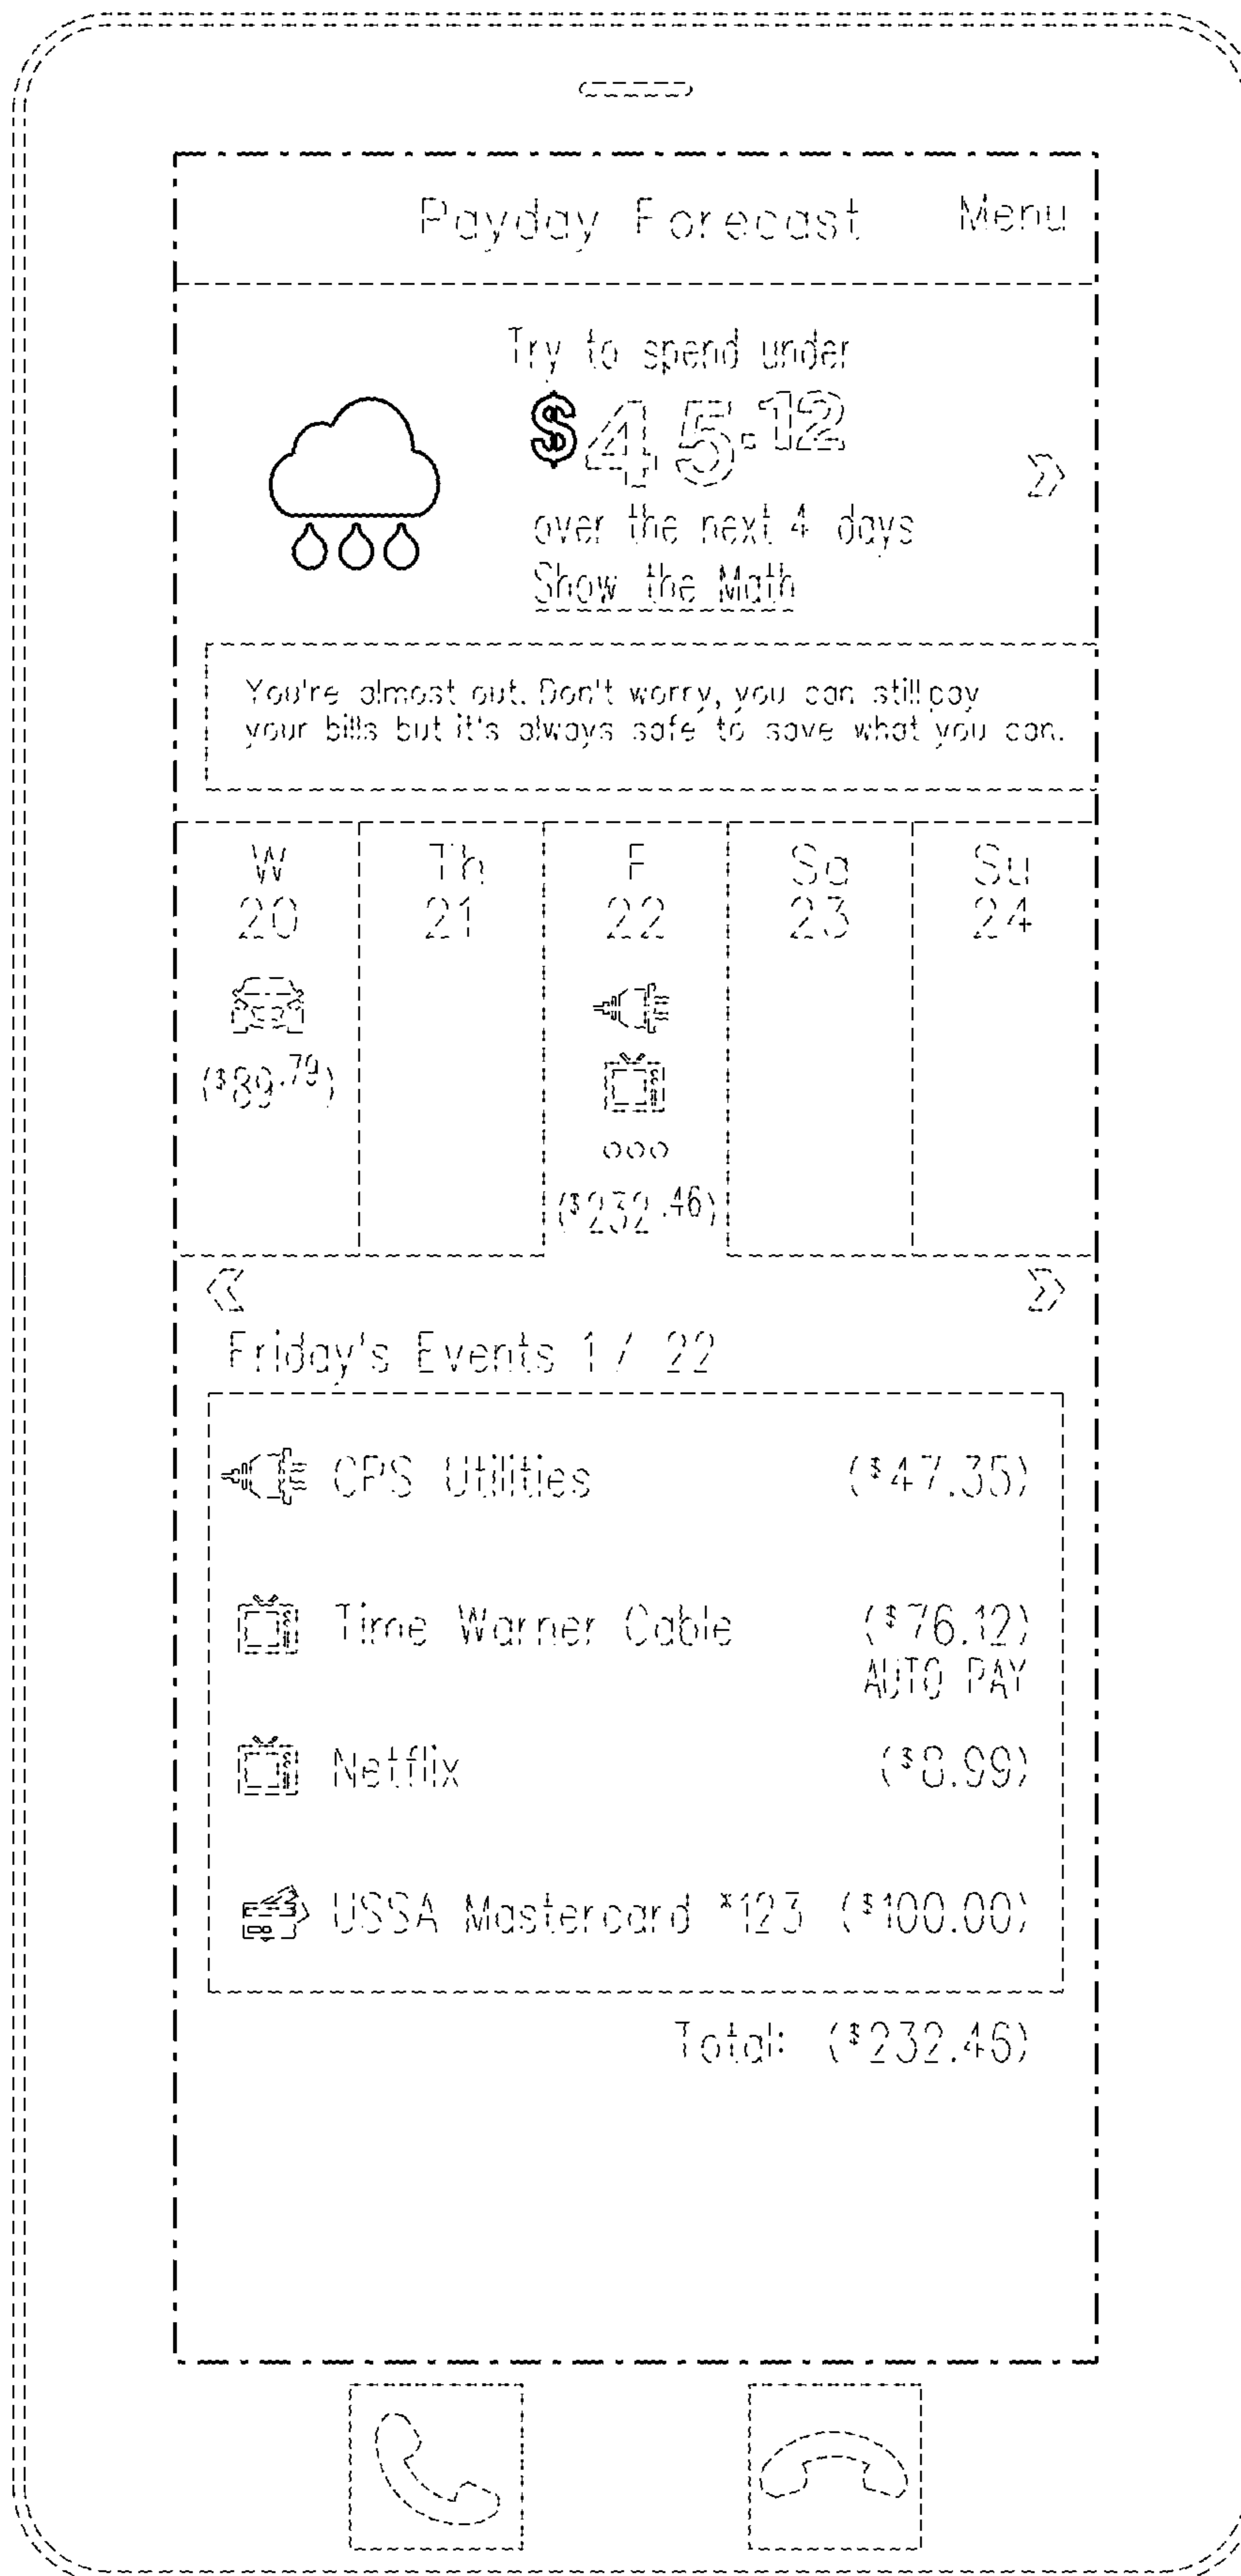 Payday Forecast Menu
Try to spend under
$45.12
over the next 4 days
Show the Math
You're almost out. Don't worry, you can still pay
your bills but it's always safe to save what you can.
W Th F Sa Su
20 21 22 23 24
($89.79)
($232.46)
Friday's Events 1 / 22
CPS Utilities ($47.35)
Time Warner Cable ($76.12)
AUTO PAY
Netflix ($8.99)
USSA Mastercard *123 ($100.00)
Total: ($232.46)